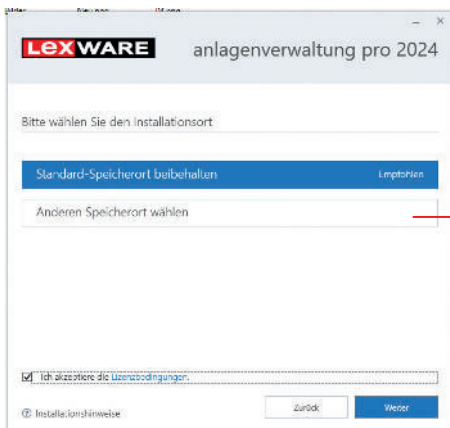 LEXWARE
anlagenverwaltung pro 2024
Bitte wählen Sie den Installationsort
Standard-Speicherort beibehalten Empfohlen
Anderen Speicherort wählen
Ich akzeptiere die Lizenzbedingungen.
Installationshinweise Zurück Weiter